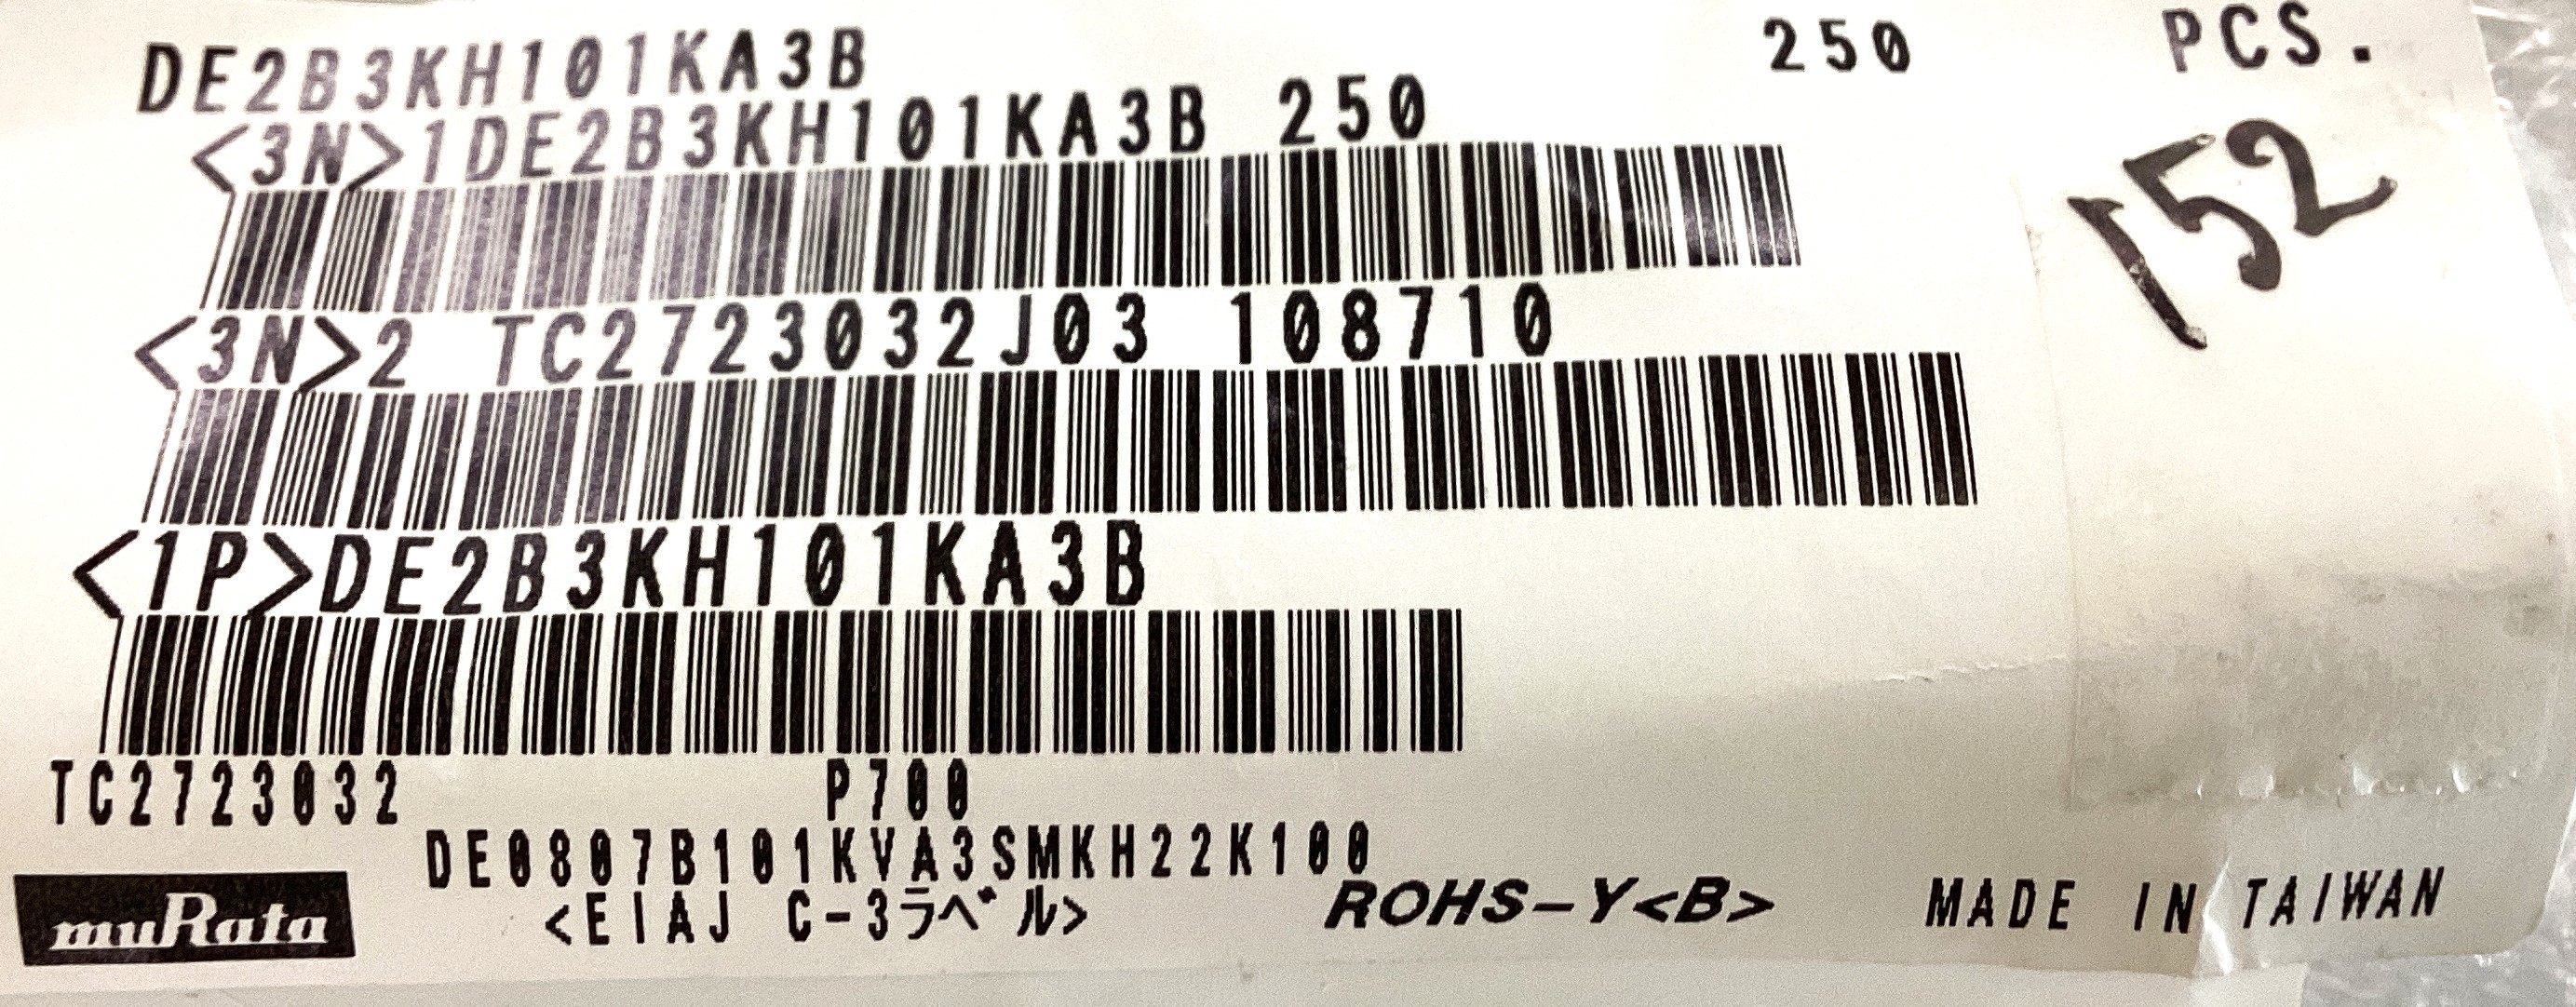 DE2B3KH101KA3B 250 PCS.
<3N>1DE2B3KH101KA3B 250
152
<3N>2 TC2723032J03 108710
<1P>DE2B3KH101KA3B
TC2723032 P700
DE0807B101KVA3SMKH22K100
muRata <EIAJ C-3ラベル> ROHS-Y<B> MADE IN TAIWAN